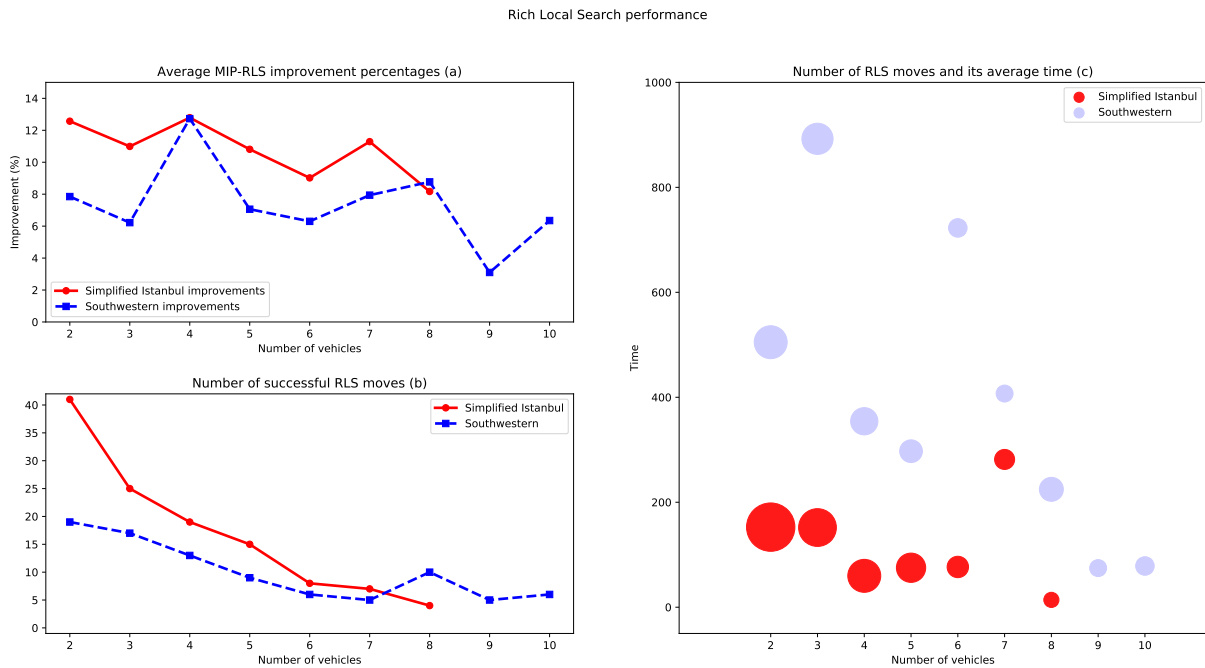 Rich Local Search performance
Average MIP-RLS improvement percentages (a)
Improvement (%)
14
12
10
8
6
4
2
0
Simplified Istanbul improvements
Southwestern improvements
2 3 4 5 6 7 8 9 10
Number of vehicles
Number of successful RLS moves (b)
40
35
30
25
20
15
10
5
0
Simplified Istanbul
Southwestern
2 3 4 5 6 7 8 9 10
Number of vehicles
Number of RLS moves and its average time (c)
Time
1000
800
600
400
200
0
Simplified Istanbul
Southwestern
2 3 4 5 6 7 8 9 10
Number of vehicles